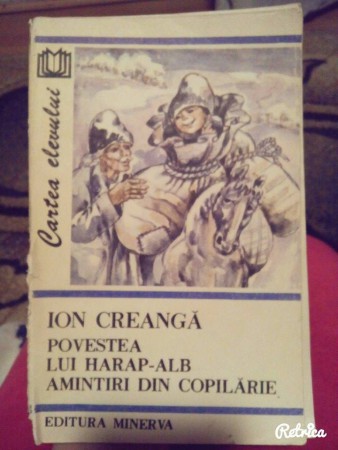 Cartea elevului
ION CREANGĂ
POVESTEA
LUI HARAP-ALB
AMINTIRI DIN COPILĂRIE
EDITURA MINERVA
Retrica